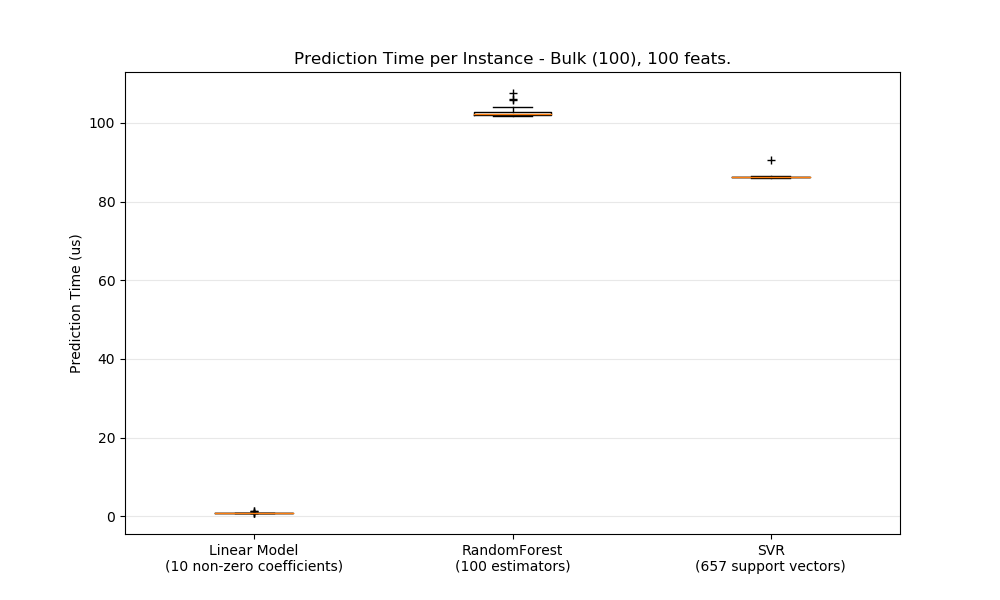 Prediction Time per Instance - Bulk (100), 100 feats.
Prediction Time (us)
100
80
60
40
20
0
Linear Model
(10 non-zero coefficients)
RandomForest
(100 estimators)
SVR
(657 support vectors)